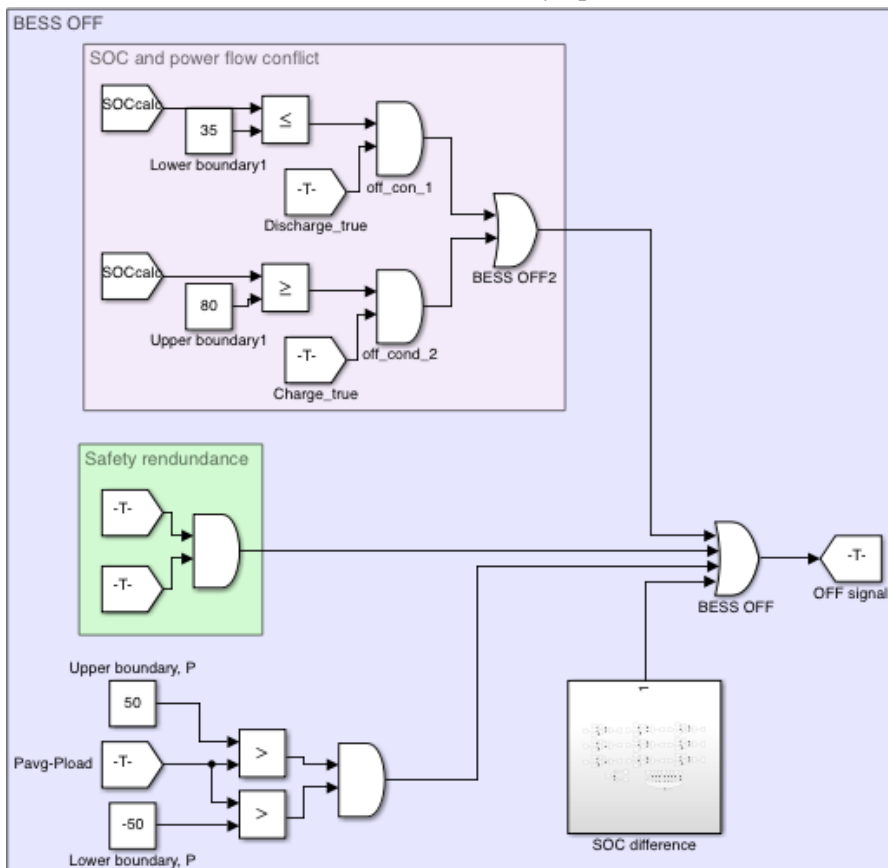 BESS OFF
SOC and power flow conflict
SOCcalc
35
≤
Lower boundary1
-T-
off_con_1
Discharge_true
BESS OFF2
SOCcalc
80
≥
Upper boundary1
-T-
off_cond_2
Charge_true
Safety rendundance
-T-
-T-
BESS OFF
-T-
OFF signal
Upper boundary, P
50
>
Pavg-Pload
-T-
-50
>
Lower boundary, P
1
SOC difference